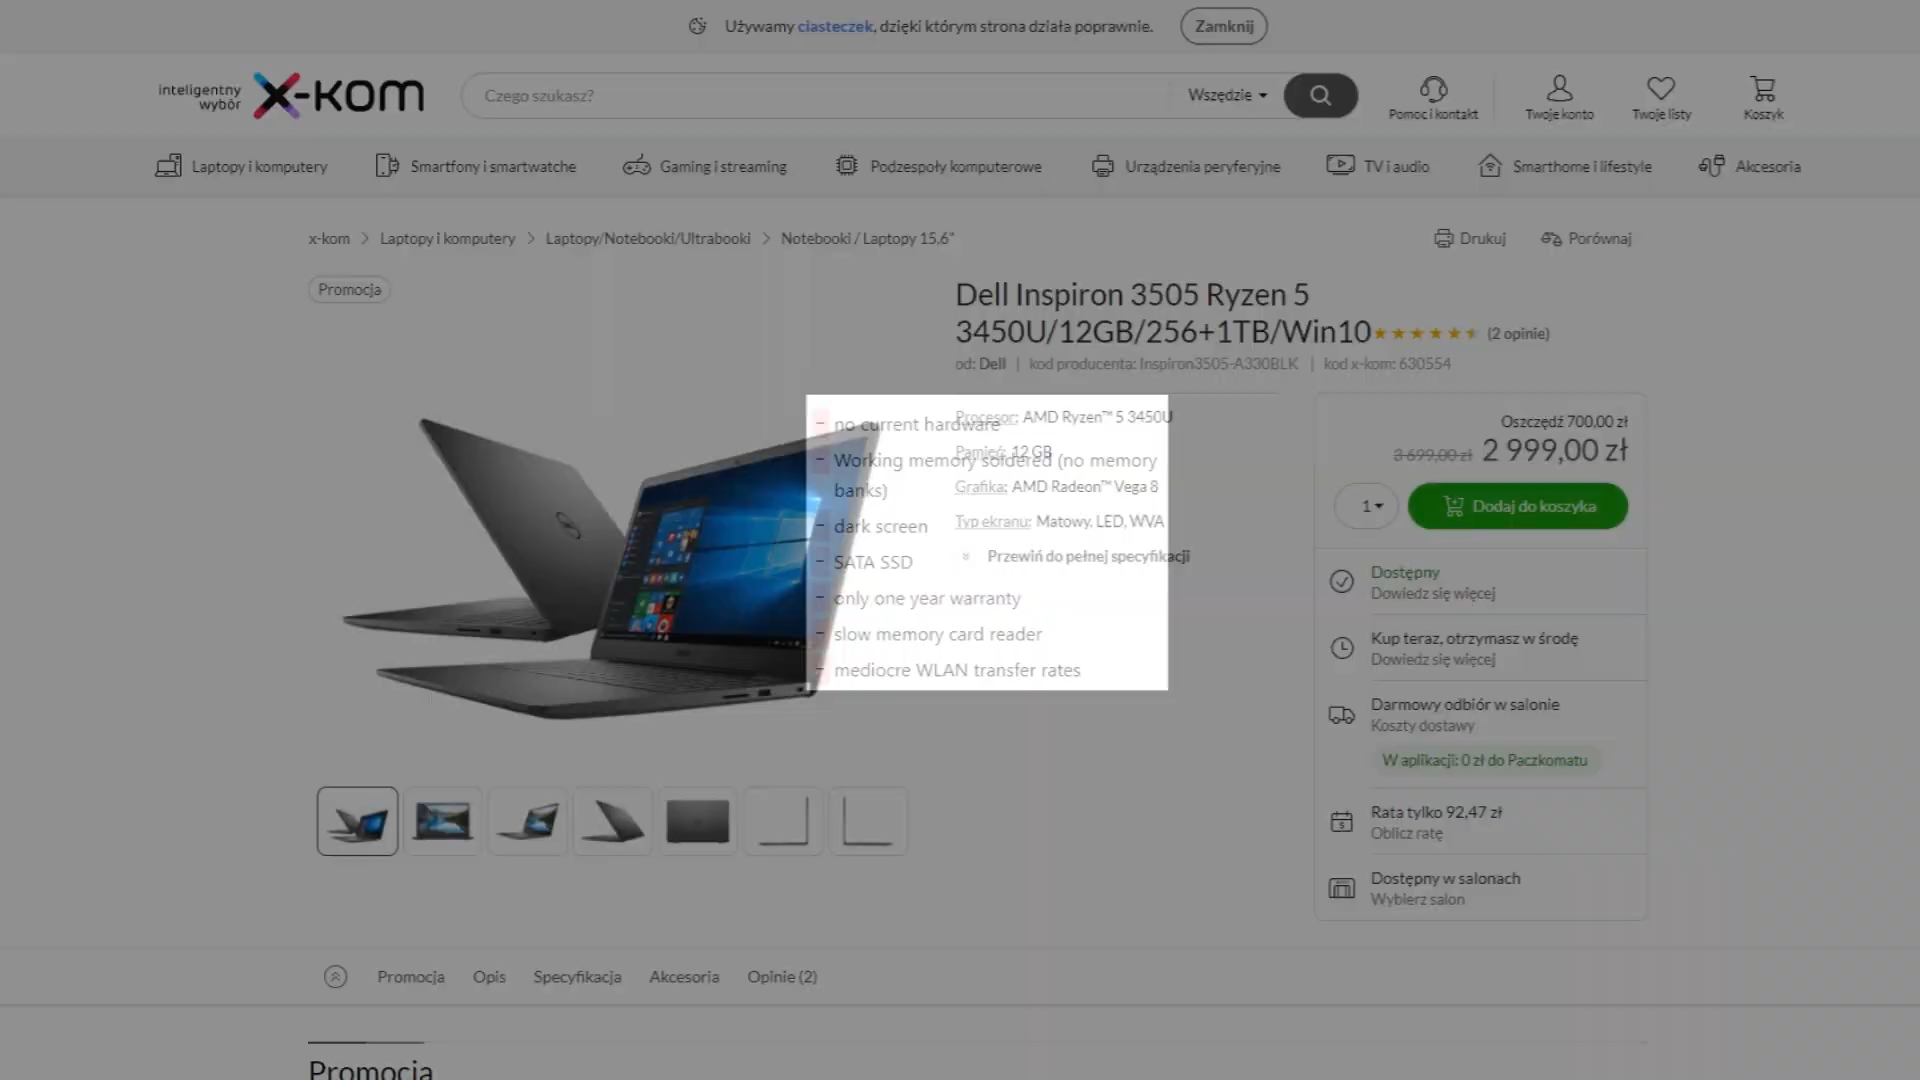 Używamy ciasteczek, dzięki którym strona działa poprawnie.
Zamknij
inteligentny
wybór
x-kom
Czego szukasz?
Wszędzie
Pomoc i kontakt
Twoje konto
Twoje listy
Koszyk
Laptopy i komputery
Smartfony i smartwatche
Gaming i streaming
Podzespoły komputerowe
Urządzenia peryferyjne
TV i audio
Smarthome i lifestyle
Akcesoria
x-kom > Laptopy i komputery > Laptopy/Notebooki/Ultrabooki > Notebooki / Laptopy 15,6"
Drukuj
Porównaj
Promocja
Dell Inspiron 3505 Ryzen 5
3450U/12GB/256+1TB/Win10
(2 opinie)
od: Dell | kod producenta: Inspiron3505-A330BLK | kod x-kom: 630554
Procesor: AMD Ryzen™ 5 3450U
Pamięć: 12 GB
Grafika: AMD Radeon™ Vega 8
Typ ekranu: Matowy, LED, WVA
Przewiń do pełnej specyfikacji
- no current hardware
- Working memory soldered (no memory
banks)
- dark screen
- SATA SSD
- only one year warranty
- slow memory card reader
- mediocre WLAN transfer rates
Oszczędź 700,00 zł
3 699,00 zł 2 999,00 zł
1
Dodaj do koszyka
Dostępny
Dowiedz się więcej
Kup teraz, otrzymasz w środę
Dowiedz się więcej
Darmowy odbiór w salonie
Koszty dostawy
W aplikacji: 0 zł do Paczkomatu
Rata tylko 92,47 zł
Oblicz ratę
Dostępny w salonach
Wybierz salon
Promocja
Opis
Specyfikacja
Akcesoria
Opinie (2)
Promocja